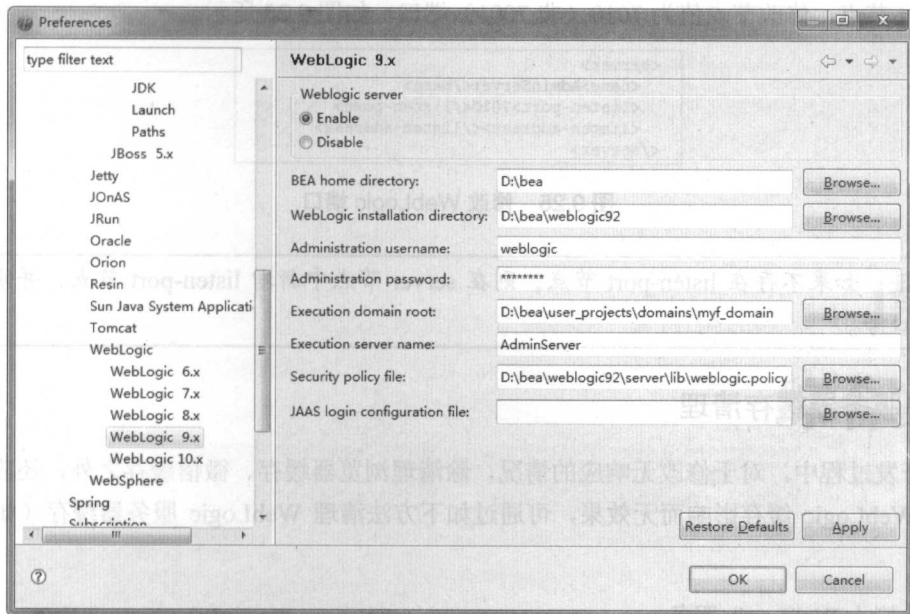 Preferences
type filter text
JDK
Launch
Paths
JBoss 5.x
Jetty
JOnAS
JRun
Oracle
Orion
Resin
Sun Java System Applicati
Tomcat
WebLogic
WebLogic 6.x
WebLogic 7.x
WebLogic 8.x
WebLogic 9.x
WebLogic 10.x
WebSphere
Spring
Subscription
WebLogic 9.x
Weblogic server
Enable
Disable
BEA home directory: D:\bea Browse...
WebLogic installation directory: D:\bea\weblogic92 Browse...
Administration username: weblogic
Administration password: ********
Execution domain root: D:\bea\user_projects\domains\myf_domain Browse...
Execution server name: AdminServer
Security policy file: D:\bea\weblogic92\server\lib\weblogic.policy Browse...
JAAS login configuration file: Browse...
Restore Defaults Apply
OK Cancel